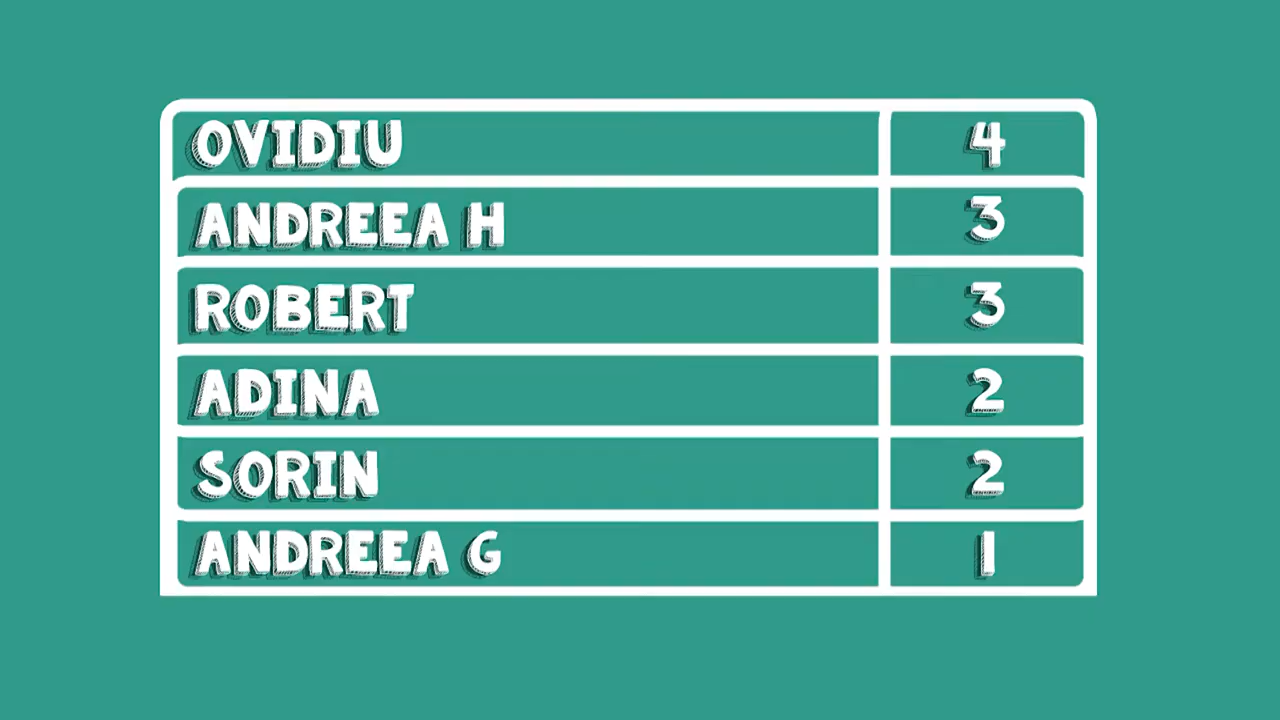 OVIDIU 4
ANDREEA H 3
ROBERT 3
ADINA 2
SORIN 2
ANDREEA G 1